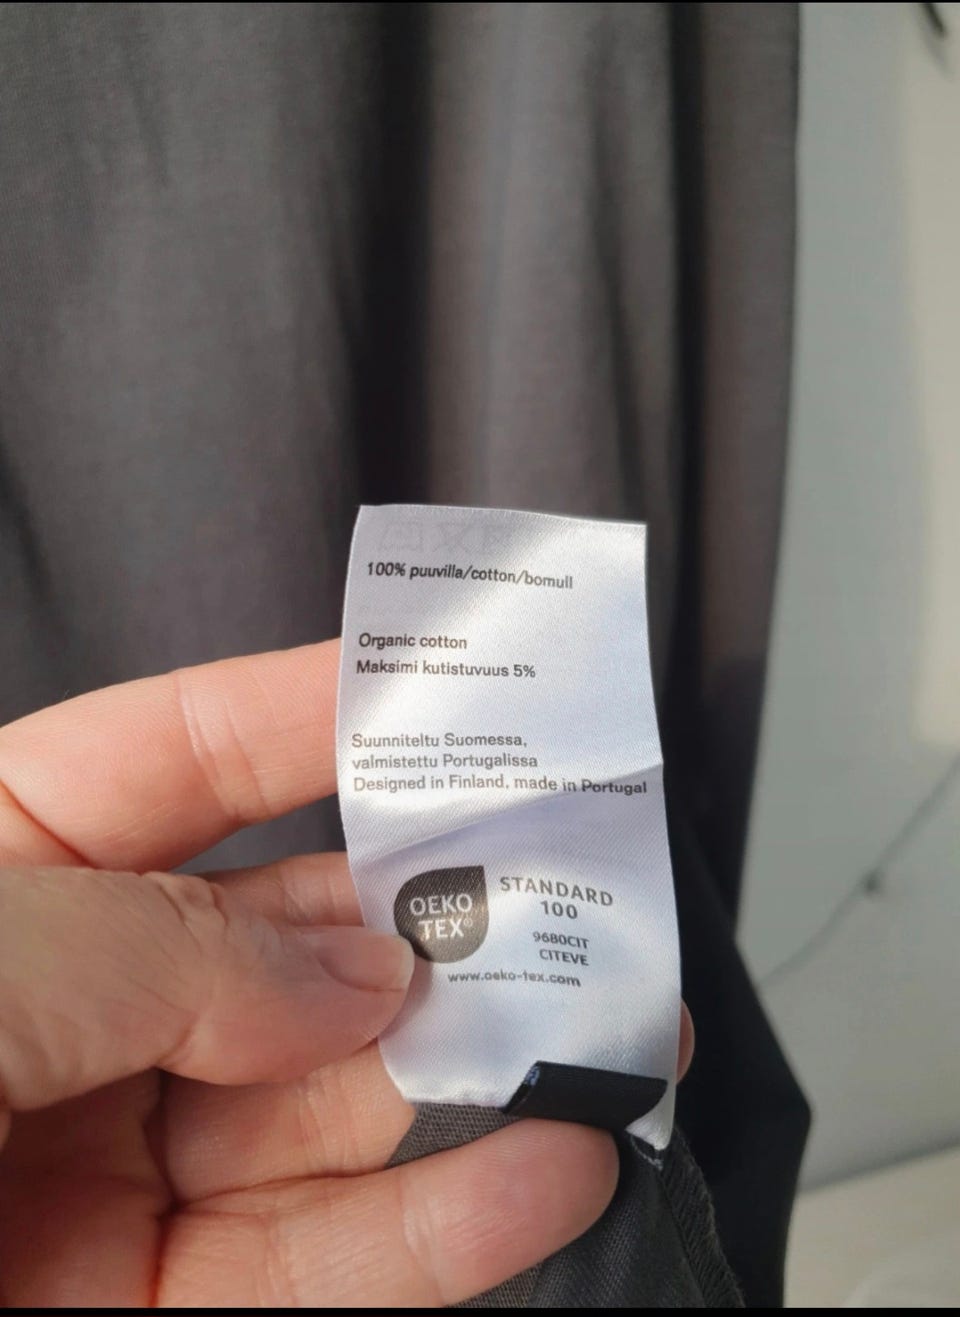 100% puuvilla/cotton/bomull
Organic cotton
Maksimi kutistuvuus 5%
Suunniteltu Suomessa,
valmistettu Portugalissa
Designed in Finland, made in Portugal
OEKO
TEX®
STANDARD
100
9680CIT
CITEVE
www.oeko-tex.com